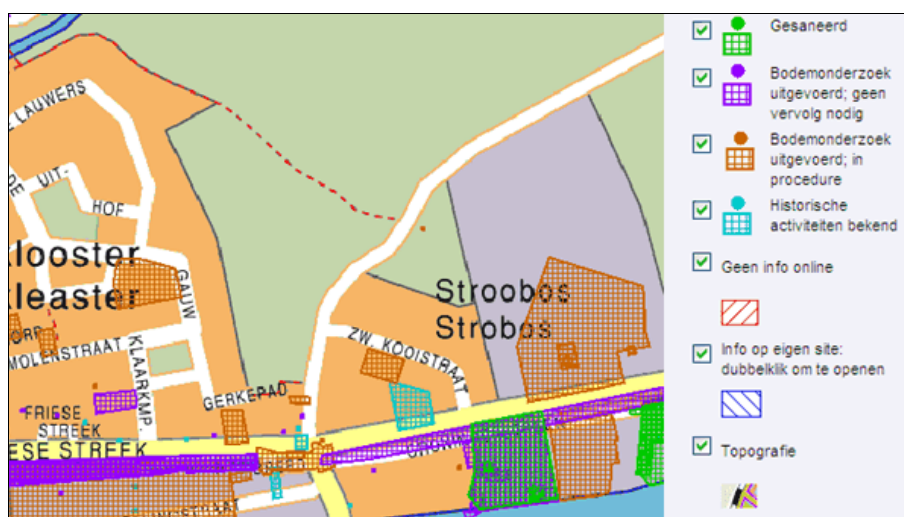 LAUWERS
DE
UIT-
HOF
klooster
kleaster
GAUW
Stroobos
Strobos
ZW. KOOISTRAAT
MOLENSTRAAT
KLAARKMP.
GERKEPAD
FRIESE
STREEK
ESE STREEK
Gesaneerd
Bodemonderzoek
uitgevoerd; geen
vervolg nodig
Bodemonderzoek
uitgevoerd; in
procedure
Historische
activiteiten bekend
Geen info online
Info op eigen site:
dubbelklik om te openen
Topografie